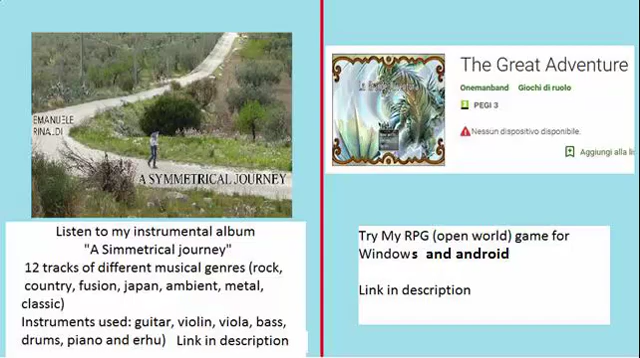 EMANUELE
RINALDI
A SYMMETRICAL JOURNEY
Listen to my instrumental album
"A Simmetrical journey"
12 tracks of different musical genres (rock,
country, fusion, japan, ambient, metal,
classic)
Instruments used: guitar, violin, viola, bass,
drums, piano and erhu) Link in description
The Great Adventure
Onemanband Giochi di ruolo
PEGI 3
Nessun dispositivo disponibile.
Aggiungi alla
Try My RPG (open world) game for
Windows and android
Link in description